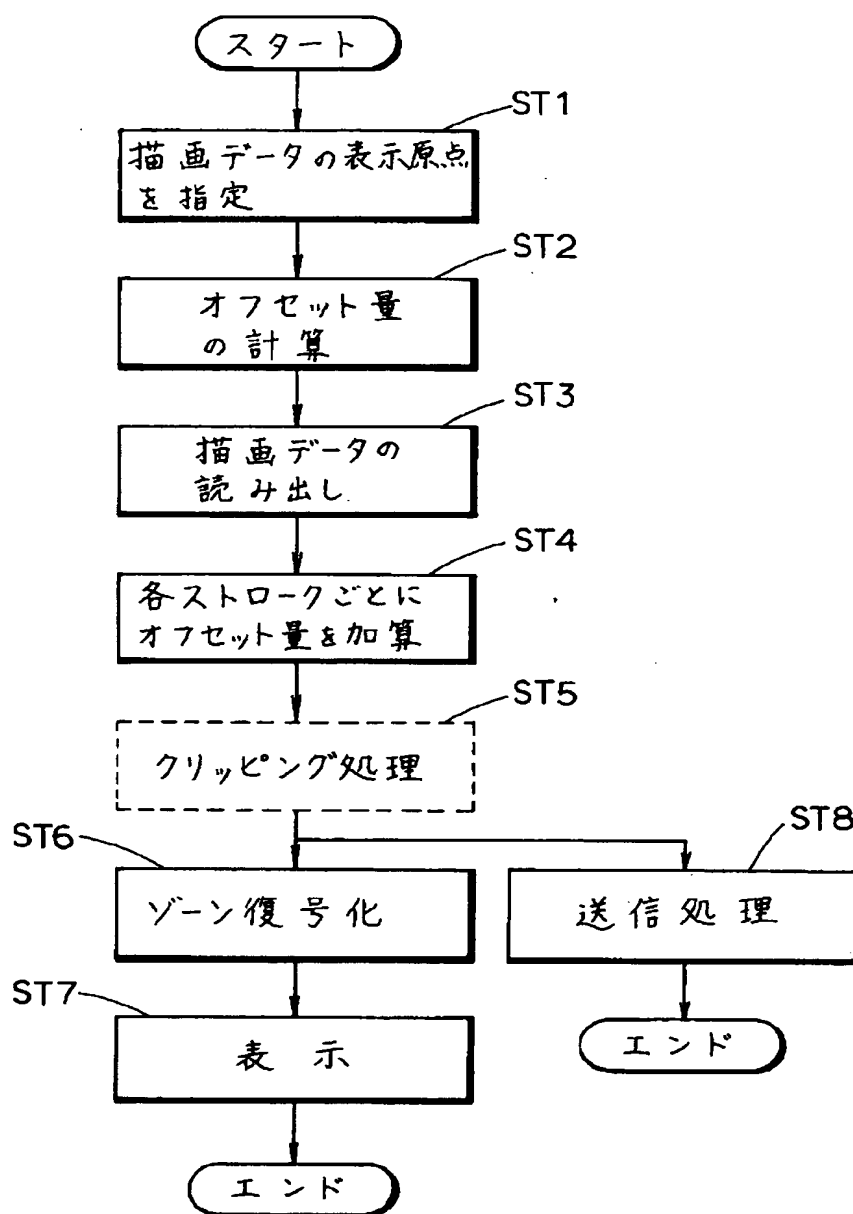 スタート
ST1
描画データの表示原点
を指定
ST2
オフセット量
の計算
ST3
描画データの
読み出し
ST4
各ストロークごとに
オフセット量を加算
ST5
クリッピング処理
ST6
ゾーン復号化
ST8
送信処理
ST7
表示
エンド
エンド